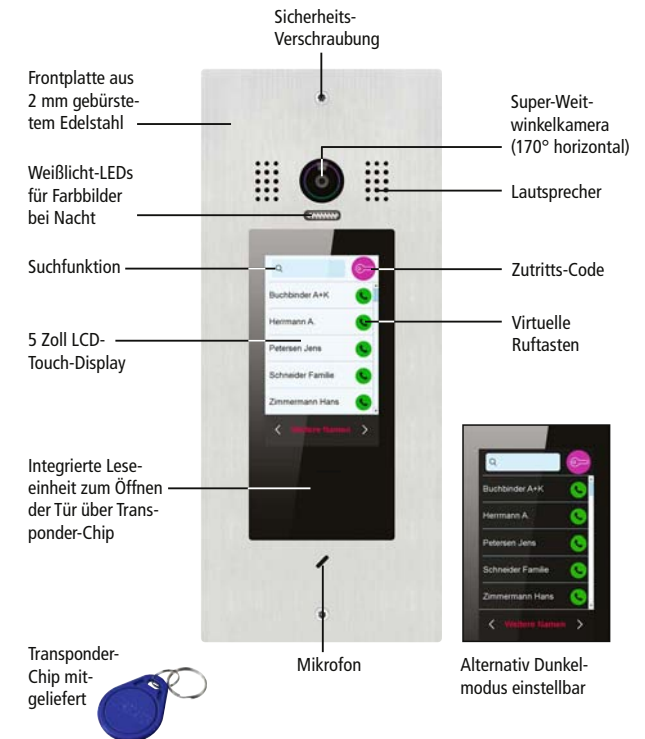 Sicherheits-
Verschraubung
Frontplatte aus
2 mm gebürste-
tem Edelstahl
Super-Weit-
winkelkamera
(170° horizontal)
Weißlicht-LEDs
für Farbbilder
bei Nacht
Lautsprecher
Suchfunktion
Zutritts-Code
5 Zoll LCD-
Touch-Display
Virtuelle
Ruftasten
Buchbinder A+K
Herrmann A.
Petersen Jens
Schneider Familie
Zimmermann Hans
< Weitere Namen >
Integrierte Lese-
einheit zum Öffnen
der Tür über Trans-
ponder-Chip
Buchbinder A+K
Herrmann A.
Petersen Jens
Schneider Familie
Zimmermann Hans
< Weitere Namen >
Transponder-
Chip mit-
geliefert
Mikrofon
Alternativ Dunkel-
modus einstellbar